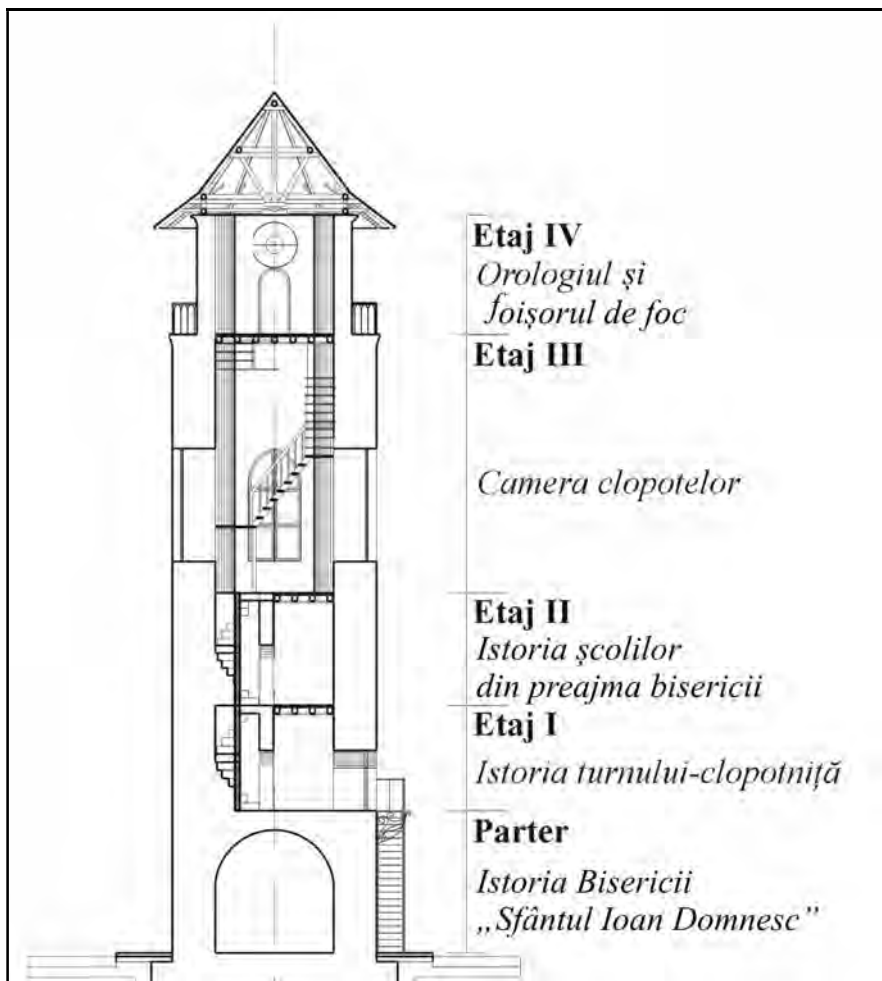 Etaj IV
Orologiul și
foișorul de foc
Etaj III
Camera clopotelor
Etaj II
Istoria școlilor
din preajma bisericii
Etaj I
Istoria turnului-clopotniță
Parter
Istoria Bisericii
„Sfântul Ioan Domnesc”